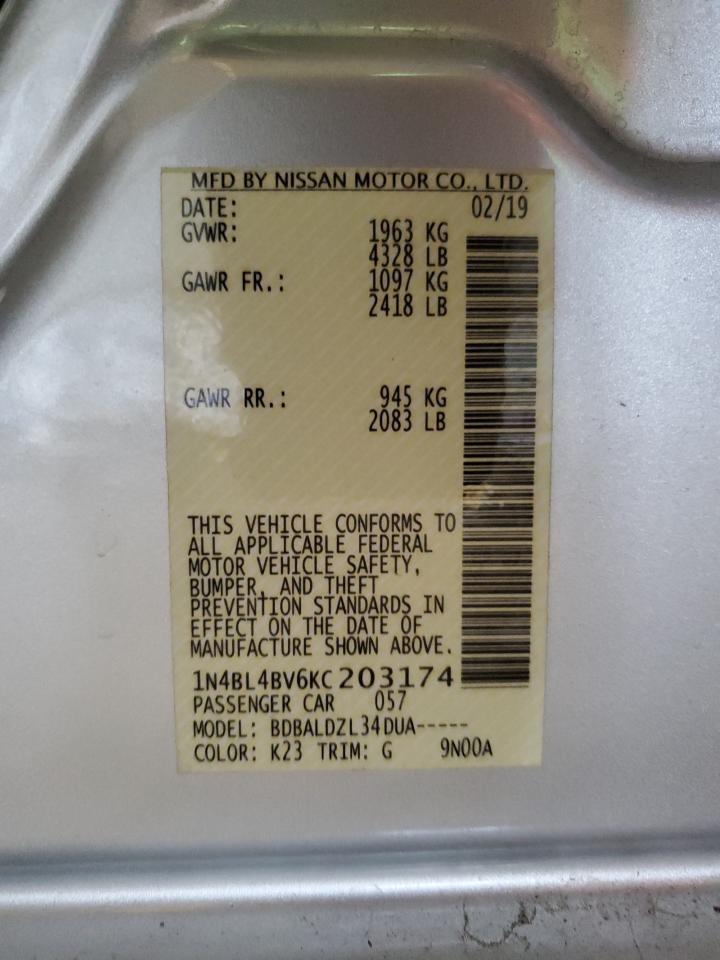 MFD BY NISSAN MOTOR CO., LTD.
DATE: 02/19
GVWR: 1963 KG
4328 LB
GAWR FR.: 1097 KG
2418 LB
GAWR RR.: 945 KG
2083 LB
THIS VEHICLE CONFORMS TO
ALL APPLICABLE FEDERAL
MOTOR VEHICLE SAFETY,
BUMPER, AND THEFT
PREVENTION STANDARDS IN
EFFECT ON THE DATE OF
MANUFACTURE SHOWN ABOVE.
1N4BL4BV6KC203174
PASSENGER CAR 057
MODEL: BDBALDZL34DUA-----
COLOR: K23 TRIM: G 9N00A